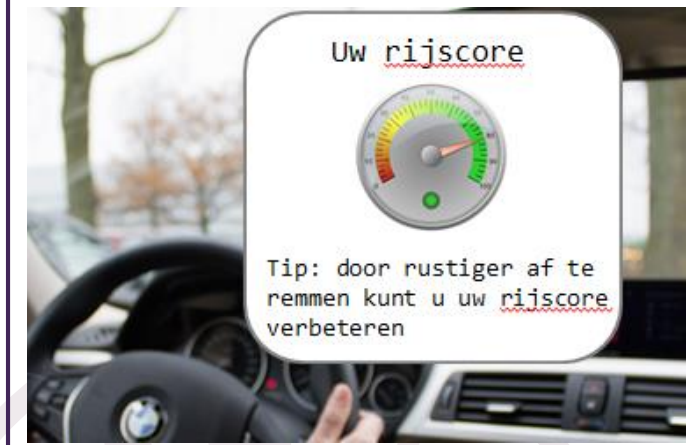 Uw rijscore
Tip: door rustiger af te
remmen kunt u uw rijscore
verbeteren